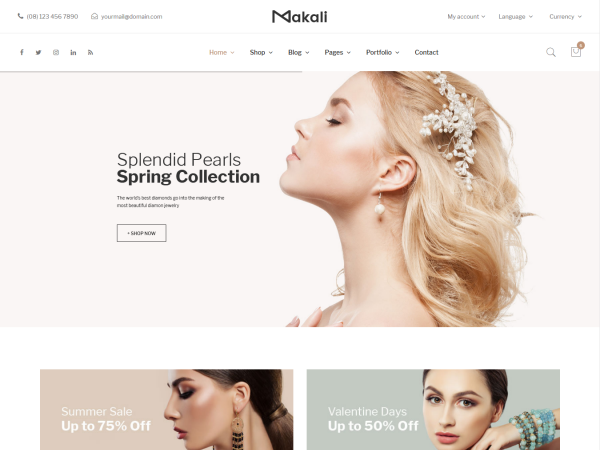 (08) 123 456 7890
yourmail@domain.com
Makali
My account
Language
Currency
Home
Shop
Blog
Pages
Portfolio
Contact
Splendid Pearls
Spring Collection
The world's best diamonds go into the making of the
most beautiful diamon jewelry
+ SHOP NOW
Summer Sale
Up to 75% Off
Valentine Days
Up to 50% Off